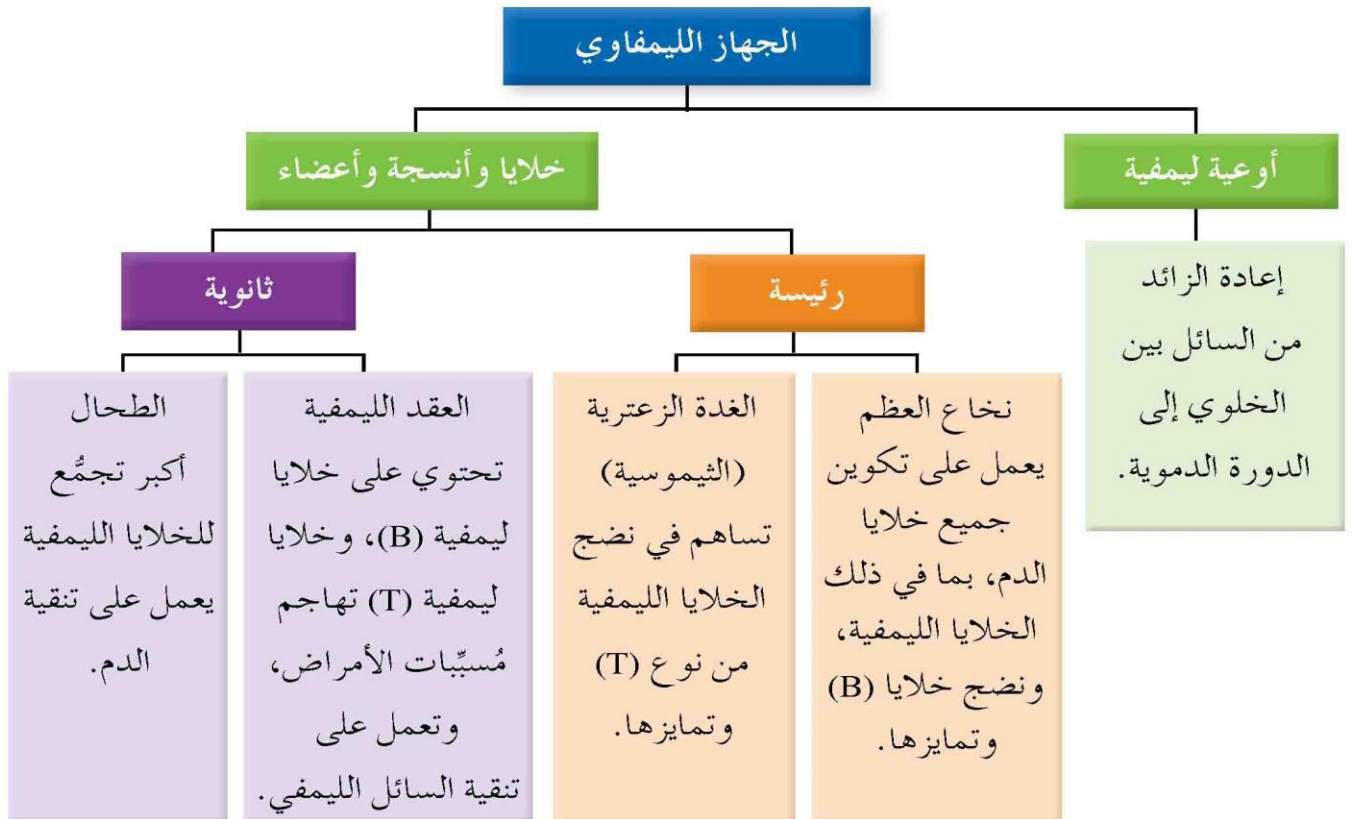 الجهاز الليمفاوي
أوعية ليمفية
إعادة الزائد
من السائل بين
الخلوي إلى
الدورة الدموية.
خلايا وأنسجة وأعضاء
رئيسة
نخاع العظم
يعمل على تكوين
جميع خلايا
الدم، بما في ذلك
الخلايا الليمفية،
ونضج خلايا (B)
وتمايزها.
الغدة الزعترية
(الثيموسية)
تساهم في نضج
الخلايا الليمفية
من نوع (T)
وتمايزها.
ثانوية
العقد الليمفية
تحتوي على خلايا
ليمفية (B)، وخلايا
ليمفية (T) تهاجم
مُسبِّبات الأمراض،
وتعمل على
تنقية السائل الليمفي.
الطحال
أكبر تجمُّع
للخلايا الليمفية
يعمل على تنقية
الدم.